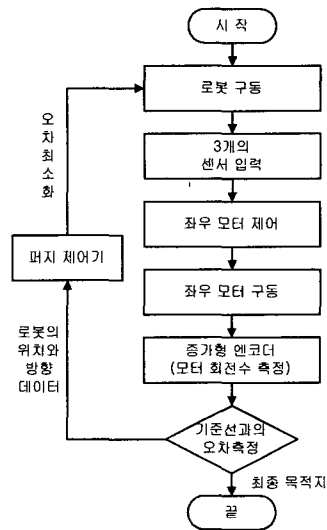 시 작
로봇 구동
3개의
센서 입력
좌우 모터 제어
좌우 모터 구동
증가형 엔코더
(모터 회전수 측정)
기준선과의
오차측정
최종 목적지
끝
로봇의
위치와
방향
데이터
퍼지 제어기
오
차
최
소
화